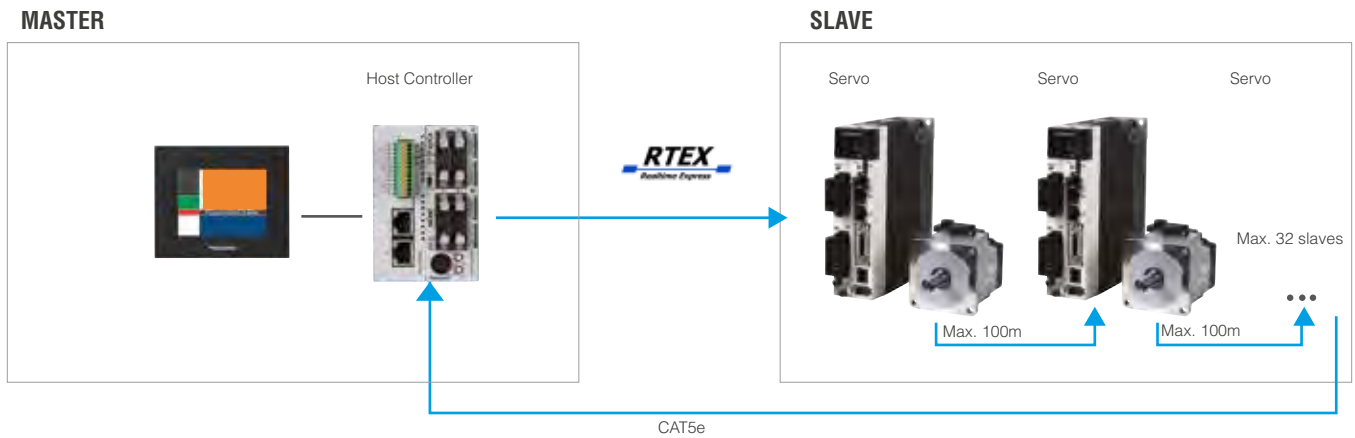 MASTER
SLAVE
Host Controller
Servo
Servo
Servo
RTEX
Realtime Express
Max. 32 slaves
Max. 100m
Max. 100m
CAT5e